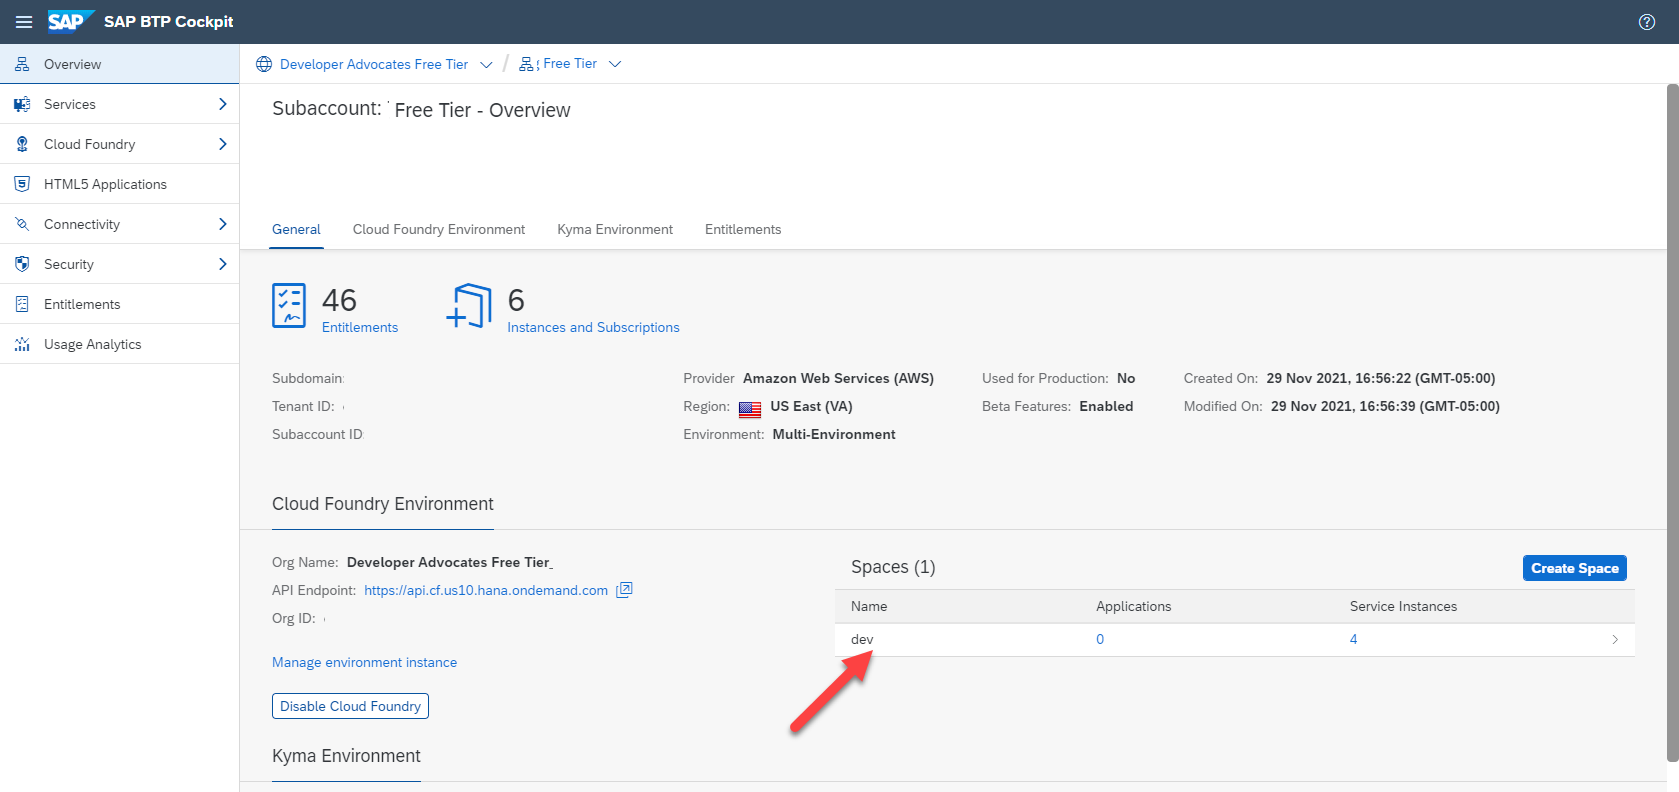 SAP SAP BTP Cockpit
Overview
Services
Cloud Foundry
HTML5 Applications
Connectivity
Security
Entitlements
Usage Analytics
Developer Advocates Free Tier / Free Tier
Subaccount: Free Tier - Overview
General Cloud Foundry Environment Kyma Environment Entitlements
46
Entitlements
6
Instances and Subscriptions
Subdomain:
Tenant ID:
Subaccount ID:
Provider Amazon Web Services (AWS)
Region: US East (VA)
Environment: Multi-Environment
Used for Production: No
Beta Features: Enabled
Created On: 29 Nov 2021, 16:56:22 (GMT-05:00)
Modified On: 29 Nov 2021, 16:56:39 (GMT-05:00)
Cloud Foundry Environment
Org Name: Developer Advocates Free Tier_
API Endpoint: https://api.cf.us10.hana.ondemand.com
Org ID:
Manage environment instance
Disable Cloud Foundry
Spaces (1)
Create Space
Name Applications Service Instances
dev 0 4
Kyma Environment